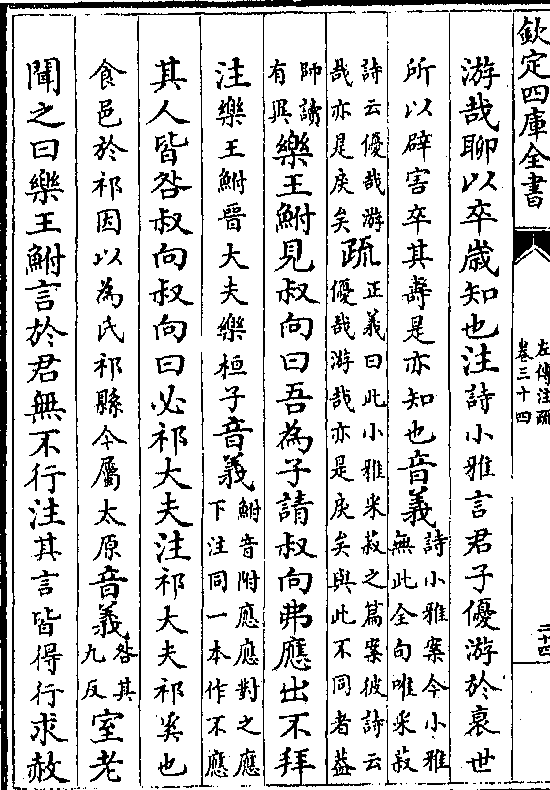 欽定四庫全書
左傳注疏
卷三十四
二十四
游哉聊以卒歳知也注詩小雅言君子優游於衰世
所以辟害卒其壽是亦知也音義詩小雅案今小雅
無此全句唯采菽
詩云優哉游
哉亦是戾矣疏正義曰此小雅采菽之篇案彼詩云
優哉游哉亦是戾矣與此不同者蓋
師讀
有異樂王鮒見叔向曰吾為子請叔向弗應出不拜
注樂王鮒晉大夫樂桓子音義鮒音附應應對之應
下注同一本作不應
其人皆咎叔向叔向曰必祁大夫注祁大夫祁奚也
食邑於祁因以為氏祁縣今屬太原音義咎其
九反室老
聞之曰樂王鮒言於君無不行注其言皆得行求赦